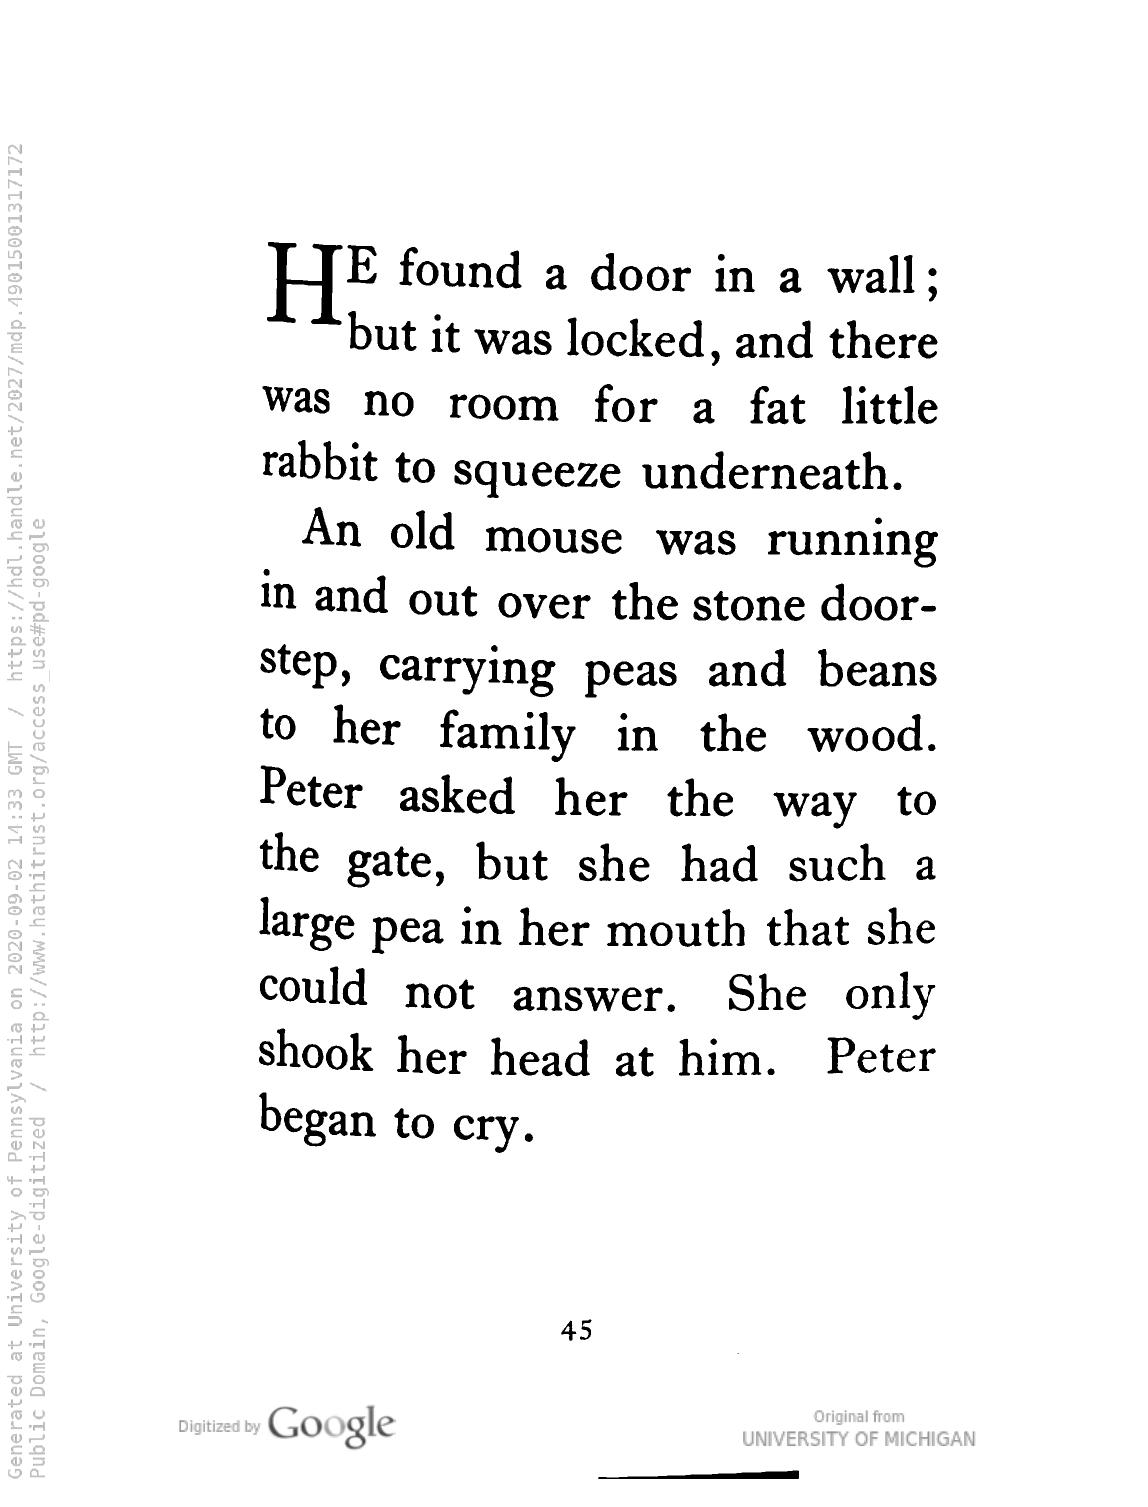 HE found a door in a wall;
but it was locked, and there
was no room for a fat little
rabbit to squeeze underneath.
An old mouse was running
in and out over the stone door-
step, carrying peas and beans
to her family in the wood.
Peter asked her the way to
the gate, but she had such a
large pea in her mouth that she
could not answer. She only
shook her head at him. Peter
began to cry.
45
Digitized by Google
Original from
UNIVERSITY OF MICHIGAN
Generated at University of Pennsylvania on 2020-09-02 14:33 GMT / https://hdl.handle.net/2027/mdp.49015001317172
Public Domain, Google-digitized / http://www.hathitrust.org/access_use#pd-google